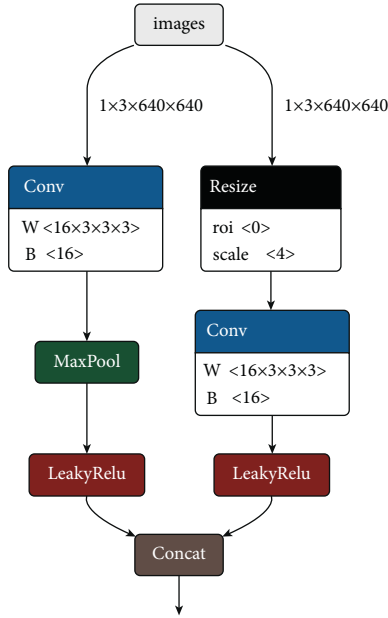 images
1×3×640×640
1×3×640×640
Conv
W <16×3×3×3>
B <16>
Resize
roi <0>
scale <4>
Conv
W <16×3×3×3>
B <16>
MaxPool
LeakyRelu
LeakyRelu
Concat